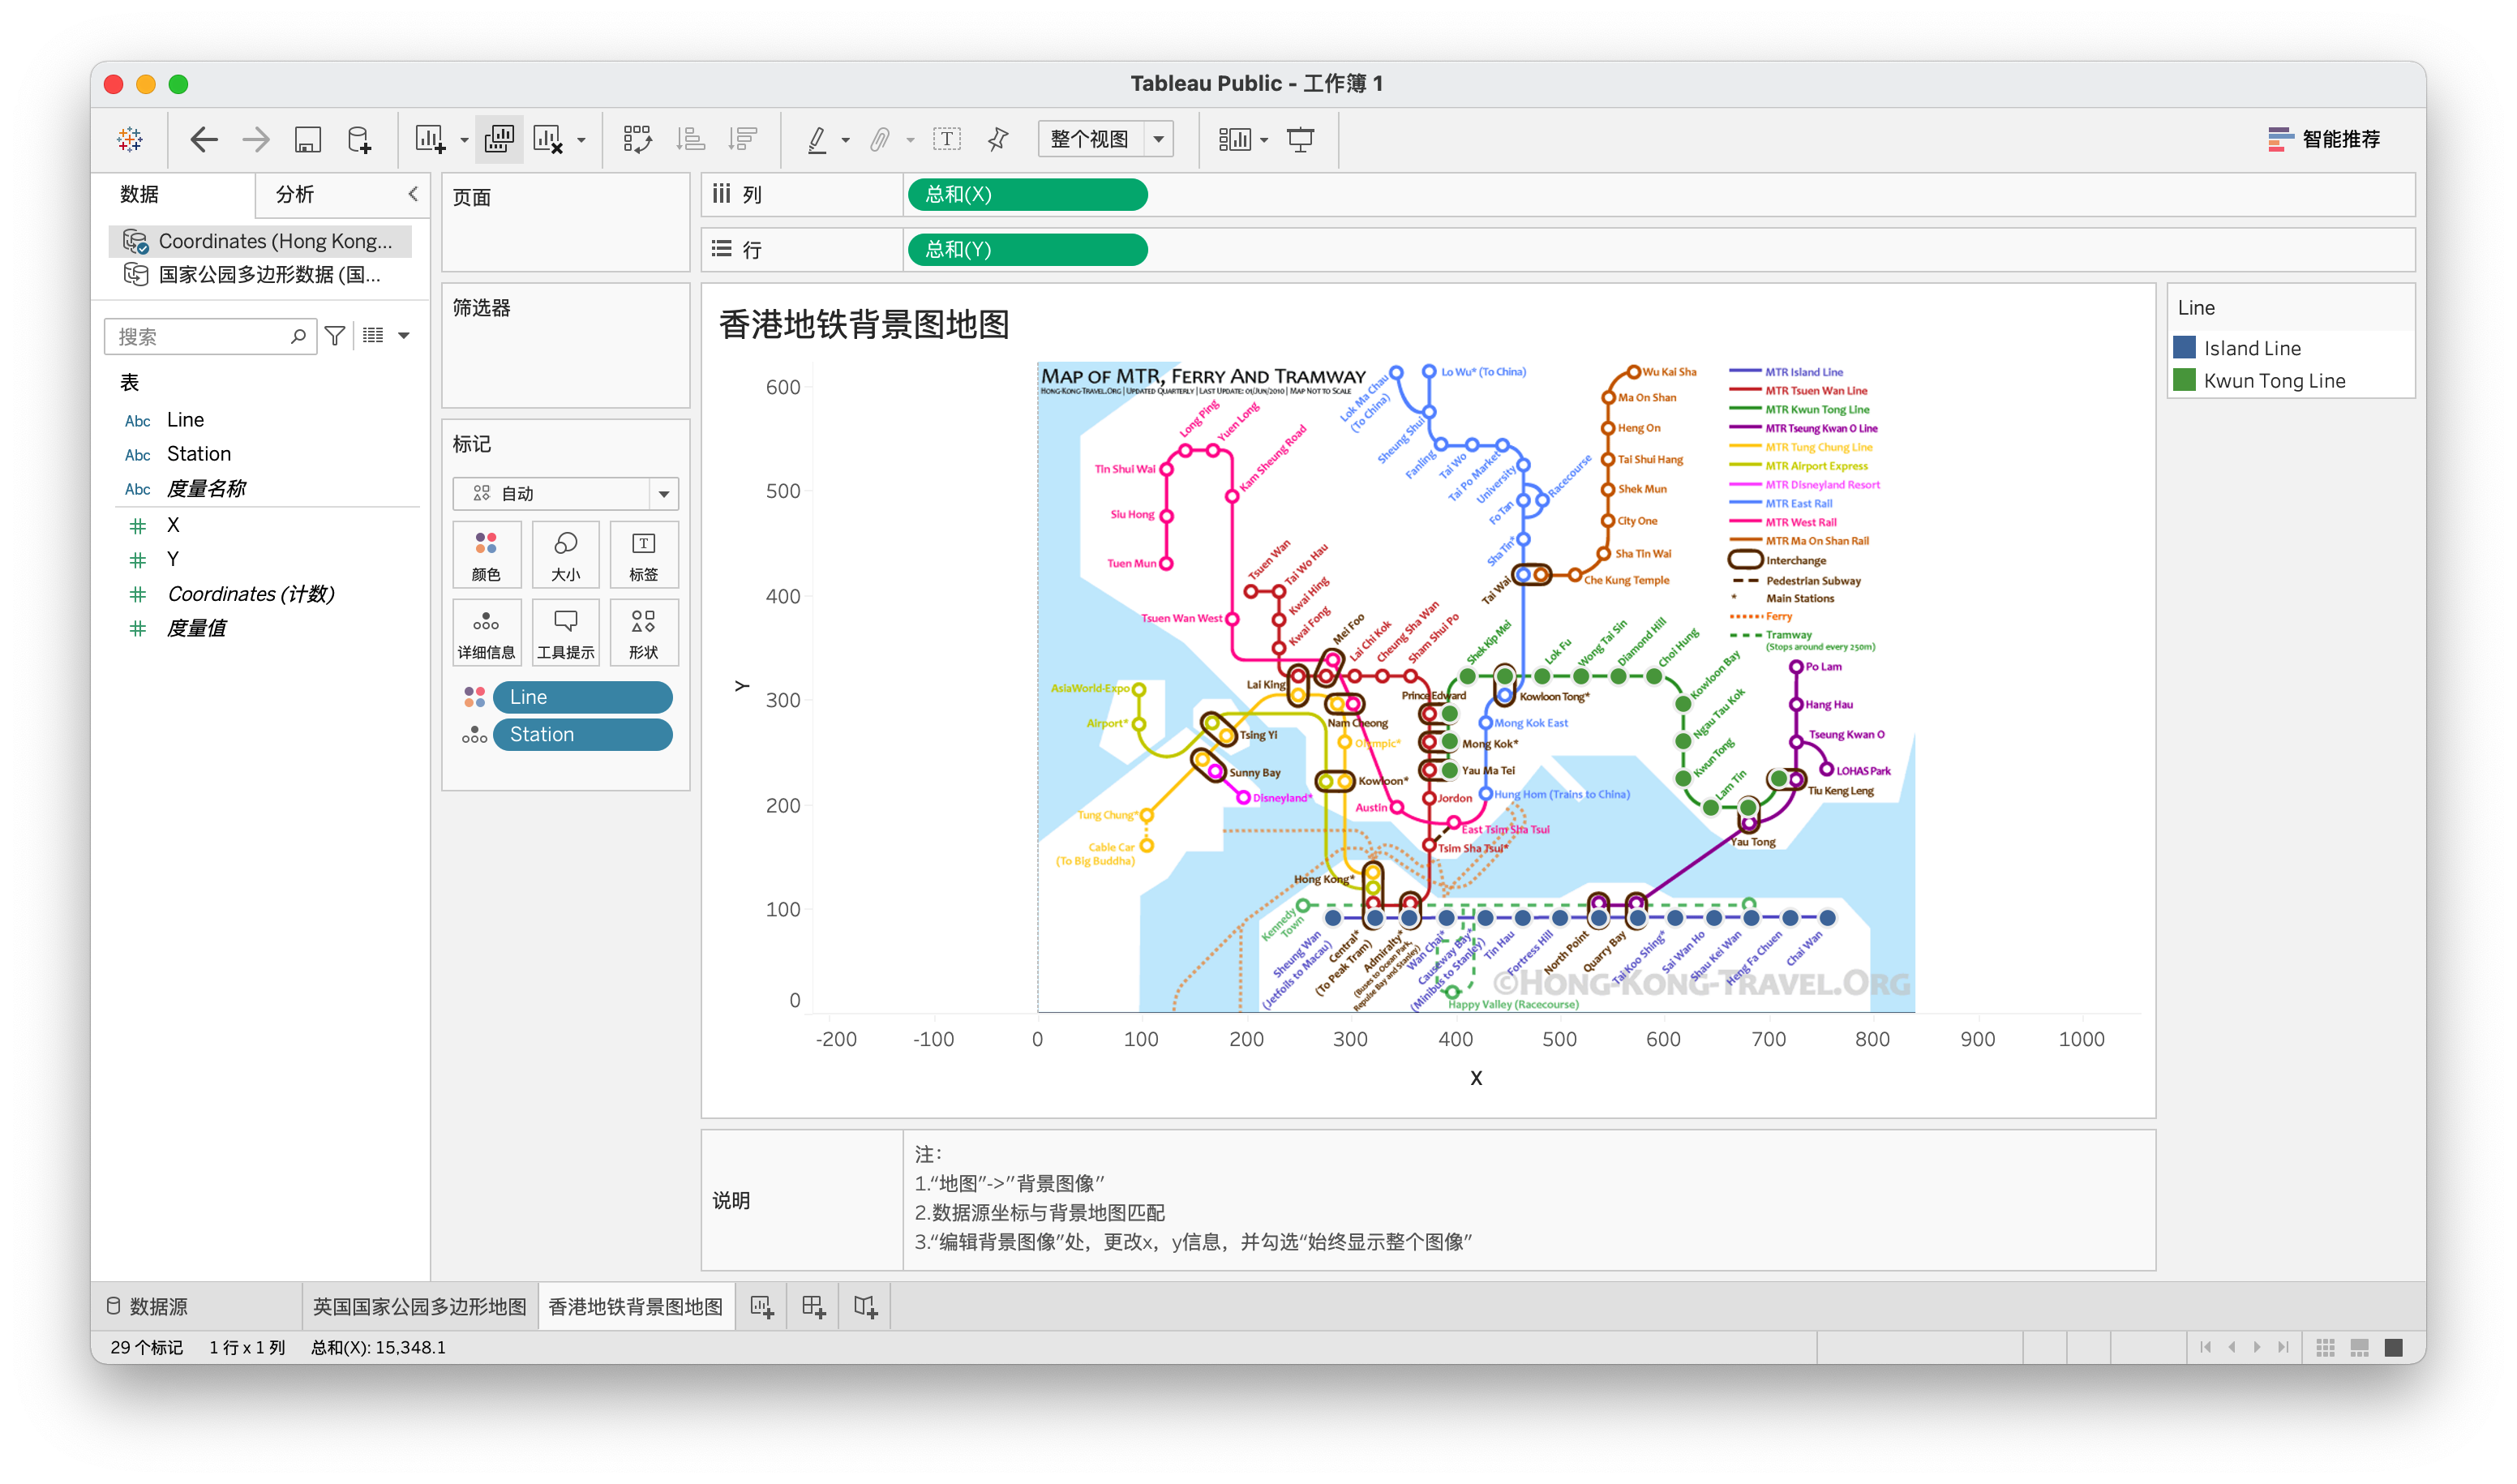 Tableau Public - 工作簿 1
整个视图
智能推荐
数据
分析
Coordinates (Hong Kong...
国家公园多边形数据 (国...
搜索
表
Abc Line
Abc Station
Abc 度量名称
X
Y
Coordinates (计数)
度量值
页面
筛选器
标记
自动
颜色
大小
标签
T
详细信息
工具提示
形状
Line
Station
列
总和(X)
行
总和(Y)
香港地铁背景图地图
Map of MTR, Ferry And Tramway
Hong-Kong-Travel.Org | Updated Quarterly | Last Update: 01/Jun/2010 | Map Not to Scale
Lok Ma Chau
(To China)
Lo Wu* (To China)
Sheung Shui
Fanling
Tai Wo
Tai Po Market
University
Racecourse
Fo Tan
Sha Tin*
Tai Wai
Wu Kai Sha
Ma On Shan
Heng On
Tai Shui Hang
Shek Mun
City One
Sha Tin Wai
Che Kung Temple
MTR Island Line
MTR Tsuen Wan Line
MTR Kwun Tong Line
MTR Tseung Kwan O Line
MTR Tung Chung Line
MTR Airport Express
MTR Disneyland Resort
MTR East Rail
MTR West Rail
MTR Ma On Shan Rail
Interchange
Pedestrian Subway
* Main Stations
Ferry
Tramway
(Stops around every 250m)
Long Ping
Yuen Long
Kam Sheung Road
Tin Shui Wai
Siu Hong
Tuen Mun
Tsuen Wan West
Tsuen Wan
Tai Wo Hau
Kwai Hing
Kwai Fong
Mei Foo
Lai Chi Kok
Cheung Sha Wan
Sham Shui Po
Lai King
Prince Edward
Shek Kip Mei
Kowloon Tong*
Lok Fu
Wong Tai Sin
Diamond Hill
Choi Hung
Kowloon Bay
Ngau Tau Kok
Kwun Tong
Lam Tin
Po Lam
Hang Hau
Tseung Kwan O
LOHAS Park
Tiu Keng Leng
Yau Tong
AsiaWorld-Expo
Airport*
Tsing Yi
Sunny Bay
Disneyland*
Tung Chung*
Cable Car
(To Big Buddha)
Nam Cheong
Olympic*
Kowloon*
Mong Kok East
Mong Kok*
Yau Ma Tei
Jordon
Hung Hom (Trains to China)
Austin
East Tsim Sha Tsui
Tsim Sha Tsui*
Hong Kong*
Kennedy
Town
Sheung Wan
(Jetfoils to Macau)
Central*
(To Peak Tram)
Admiralty*
(Buses to Ocean Park,
Repulse Bay and Stanley)
Wan Chai*
Causeway Bay*
(Minibus to Stanley)
Tin Hau
Fortress Hill
North Point
Quarry Bay
Tai Koo Shing*
Sai Wan Ho
Shau Kei Wan
Heng Fa Chuen
Chai Wan
Happy Valley (Racecourse)
©Hong-Kong-Travel.Org
600
500
400
300
200
100
0
Y
-200 -100 0 100 200 300 400 500 600 700 800 900 1000
X
Line
Island Line
Kwun Tong Line
说明
注：
1.“地图”->”背景图像”
2.数据源坐标与背景地图匹配
3.“编辑背景图像”处，更改x，y信息，并勾选“始终显示整个图像”
数据源
英国国家公园多边形地图
香港地铁背景图地图
29 个标记 1 行 x 1 列 总和(X): 15,348.1